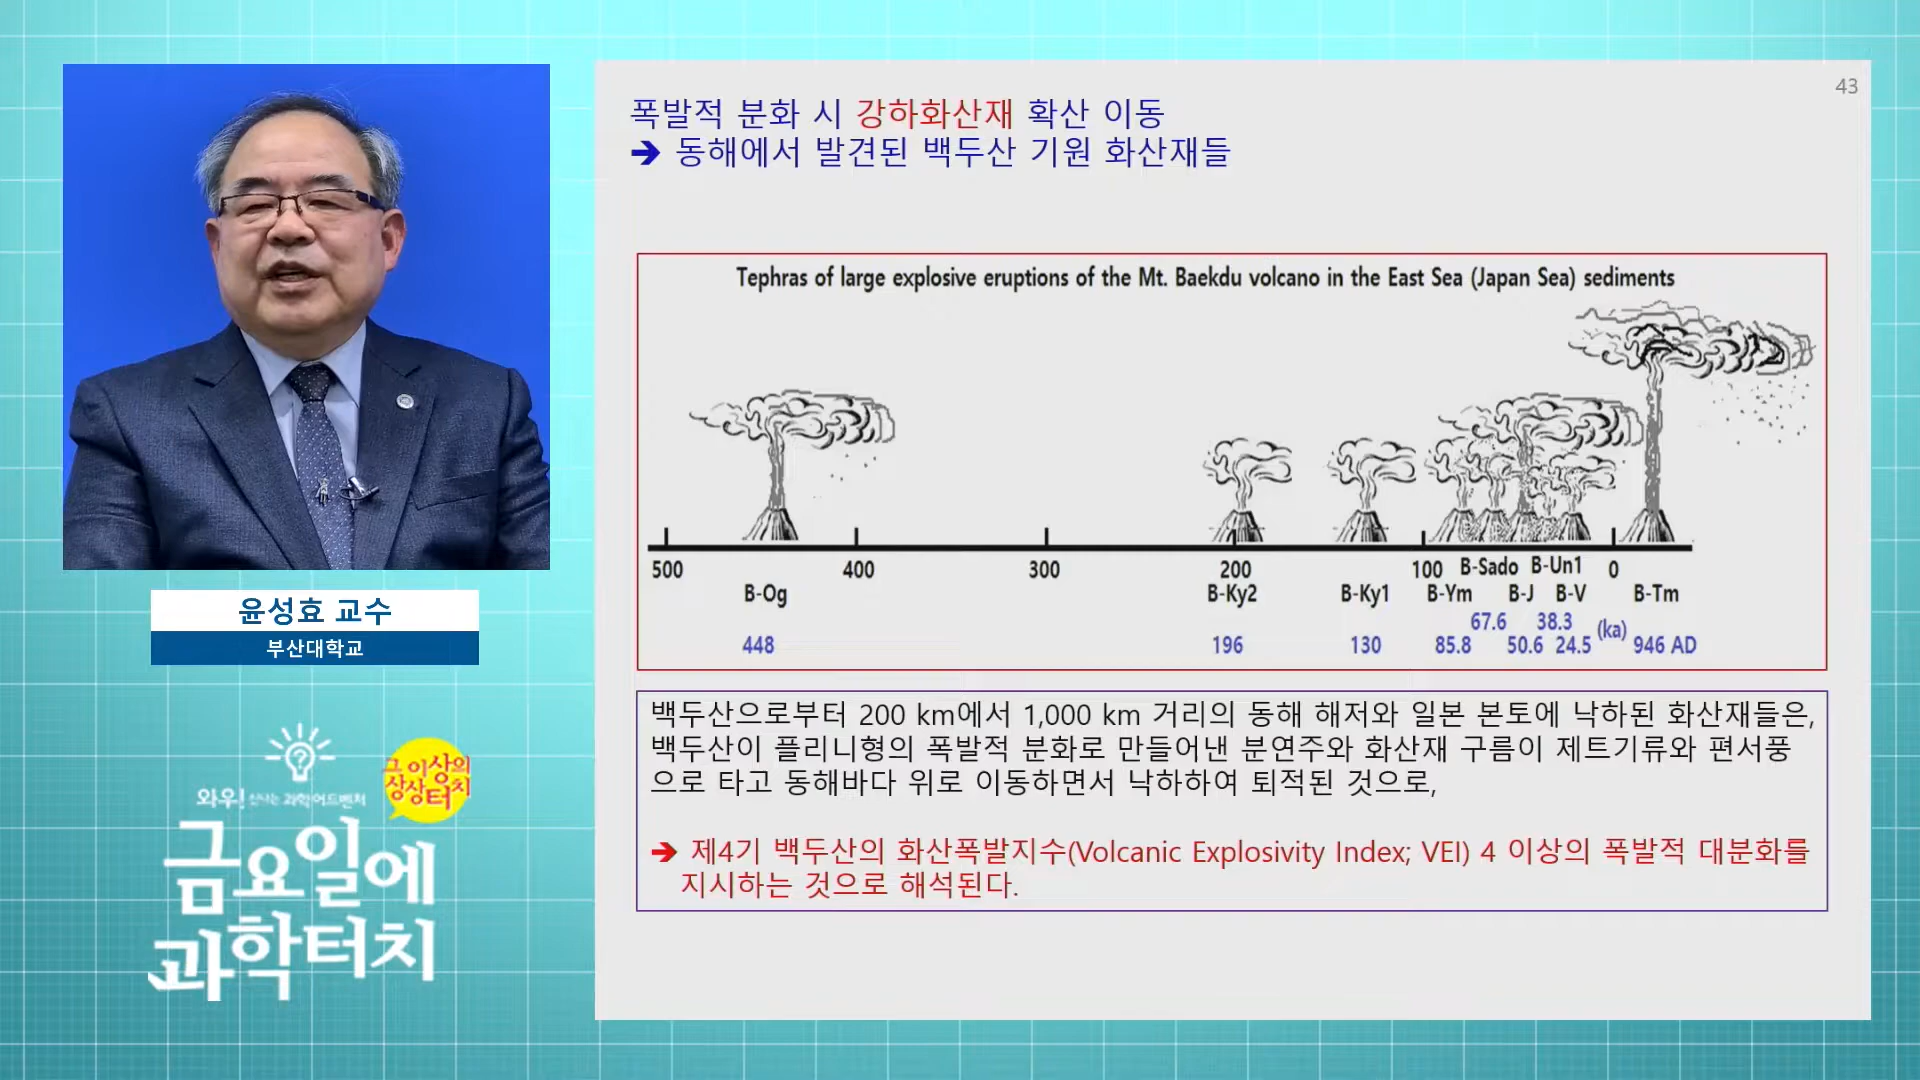 43
폭발적 분화 시 강하화산재 확산 이동
➔ 동해에서 발견된 백두산 기원 화산재들
Tephras of large explosive eruptions of the Mt. Baekdu volcano in the East Sea (Japan Sea) sediments
500 400 300 200 100 B-Sado B-Un1 0
B-Og B-Ky2 B-Ky1 B-Ym B-J B-V B-Tm
67.6 38.3 (ka)
448 196 130 85.8 50.6 24.5 946 AD
백두산으로부터 200 km에서 1,000 km 거리의 동해 해저와 일본 본토에 낙하된 화산재들은,
백두산이 플리니형의 폭발적 분화로 만들어낸 분연주와 화산재 구름이 제트기류와 편서풍
으로 타고 동해바다 위로 이동하면서 낙하하여 퇴적된 것으로,
➔ 제4기 백두산의 화산폭발지수(Volcanic Explosivity Index; VEI) 4 이상의 폭발적 대분화를
지시하는 것으로 해석된다.
윤성효 교수
부산대학교
그 이상의
상상터치
와우! 신나는 과학어드벤처
금요일에
과학터치